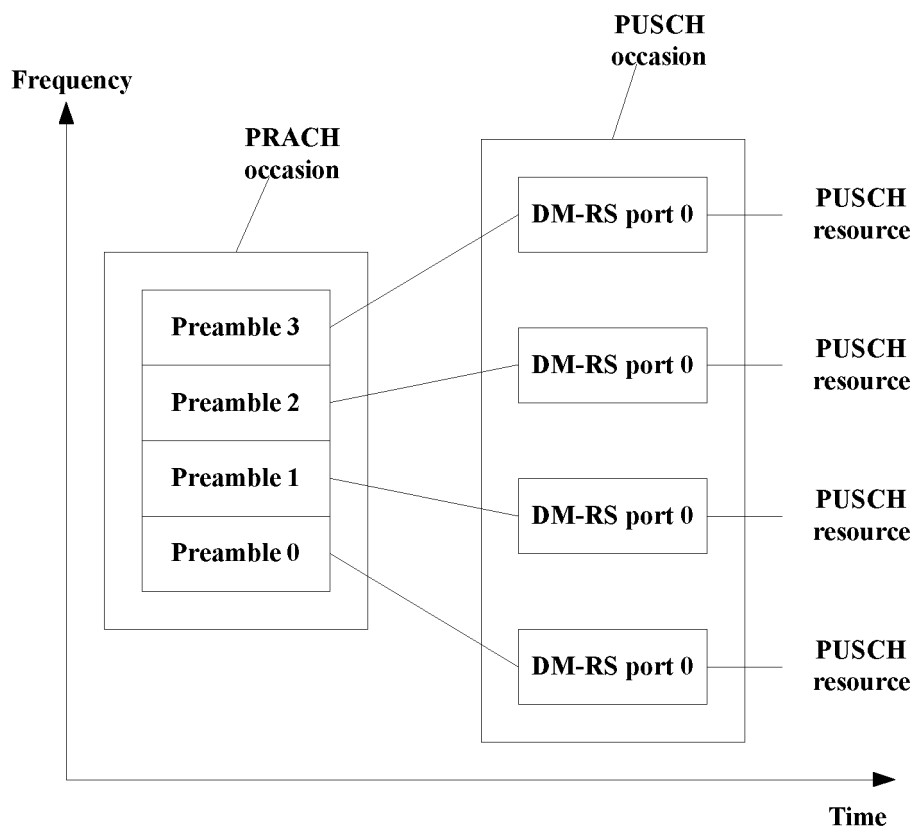 PUSCH
occasion
Frequency
PRACH
occasion
DM-RS port 0
PUSCH
resource
Preamble 3
DM-RS port 0
PUSCH
resource
Preamble 2
Preamble 1
DM-RS port 0
PUSCH
resource
Preamble 0
DM-RS port 0
PUSCH
resource
Time